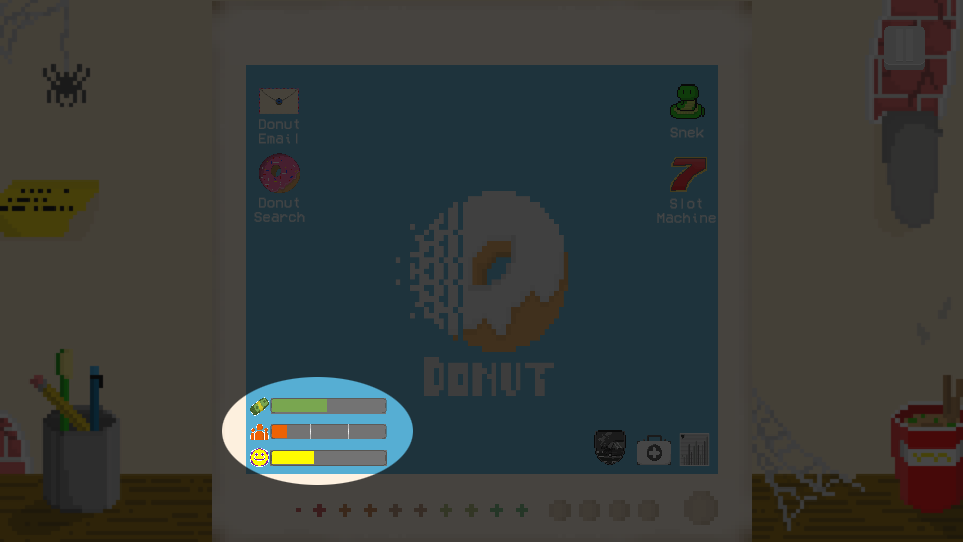 Donut
Email
Snek
Donut
Search
Slot
Machine
DONUT